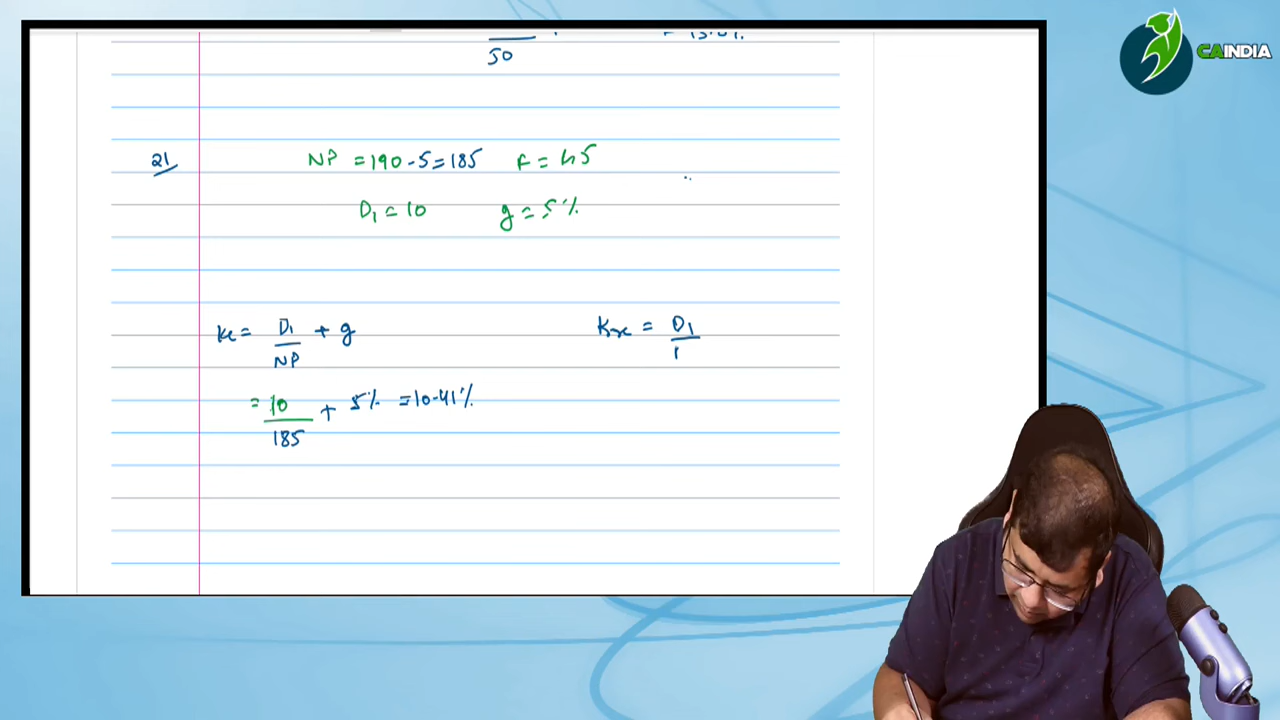 50
CAINDIA
21 NP = 190 - 5 = 185 F = 45
D1 = 10 g = 5%
Ke = D1/NP + g
= 10/185 + 5% = 10.41%
= D1